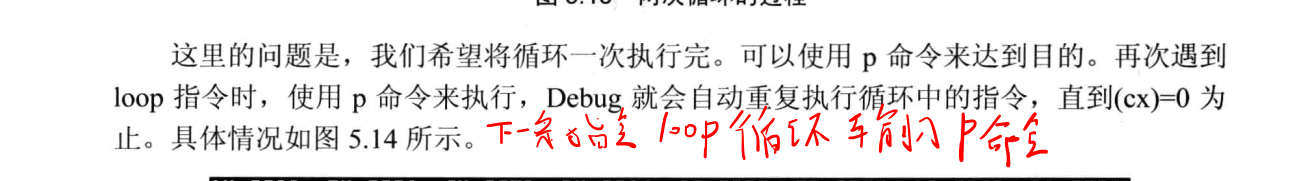 这里的问题是，我们希望将循环一次执行完。可以使用 p 命令来达到目的。再次遇到
loop 指令时，使用 p 命令来执行，Debug 就会自动重复执行循环中的指令，直到(cx)=0 为
止。具体情况如图 5.14 所示。下一条指令 loop 循环 输入 p命令